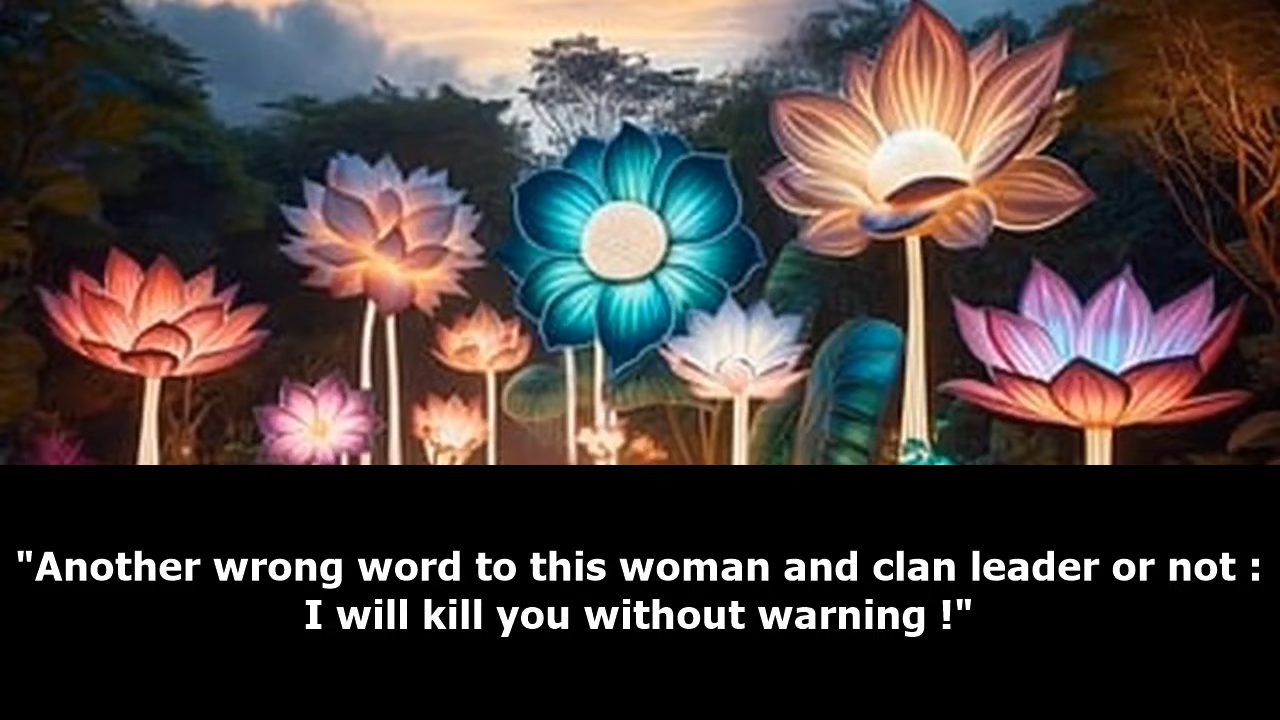 "Another wrong word to this woman and clan leader or not :
I will kill you without warning !"